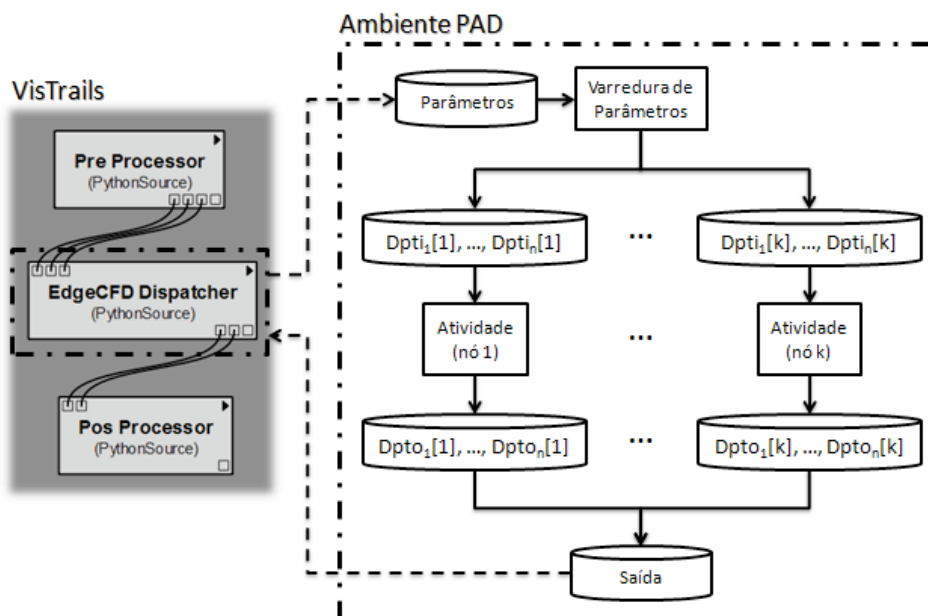 Ambiente PAD
VisTrails
Pre Processor
(PythonSource)
EdgeCFD Dispatcher
(PythonSource)
Pos Processor
(PythonSource)
Parâmetros
Varredura de
Parâmetros
Dpti₁[1], ..., Dptiₙ[1]
...
Dpti₁[k], ..., Dptiₙ[k]
Atividade
(nó 1)
...
Atividade
(nó k)
Dpto₁[1], ..., Dptoₙ[1]
...
Dpto₁[k], ..., Dptoₙ[k]
Saída